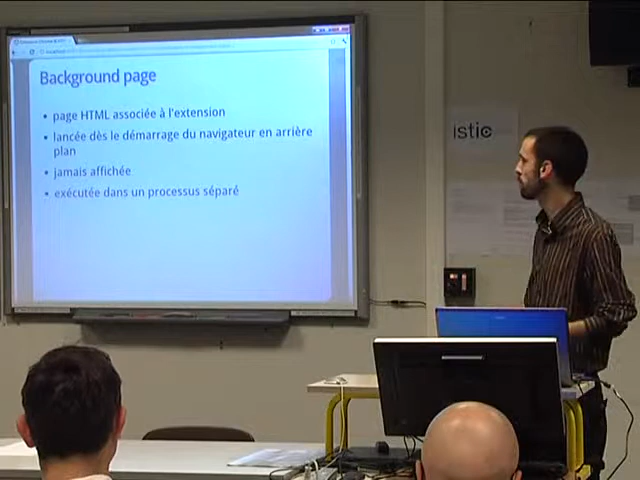 Background page
• page HTML associée à l'extension
• lancée dès le démarrage du navigateur en arrière
plan
• jamais affichée
• exécutée dans un processus séparé
istic